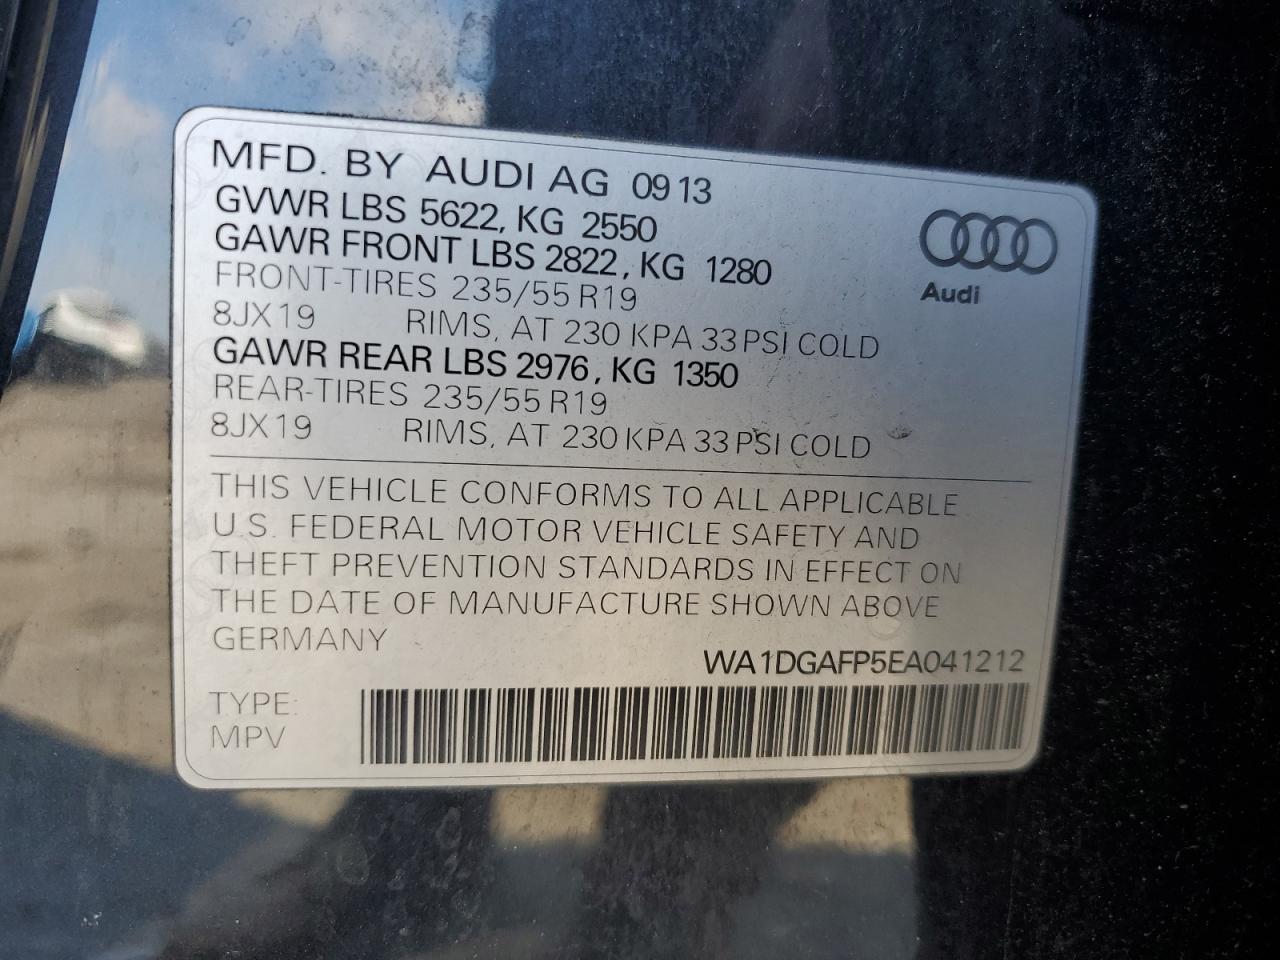 MFD. BY AUDI AG 09 13
GVWR LBS 5622, KG 2550
GAWR FRONT LBS 2822, KG 1280
FRONT-TIRES 235/55 R19
8JX19 RIMS, AT 230 KPA 33 PSI COLD
GAWR REAR LBS 2976, KG 1350
REAR-TIRES 235/55 R19
8JX19 RIMS, AT 230 KPA 33 PSI COLD
Audi
THIS VEHICLE CONFORMS TO ALL APPLICABLE
U.S. FEDERAL MOTOR VEHICLE SAFETY AND
THEFT PREVENTION STANDARDS IN EFFECT ON
THE DATE OF MANUFACTURE SHOWN ABOVE
GERMANY
WA1DGAFP5EA041212
TYPE:
MPV